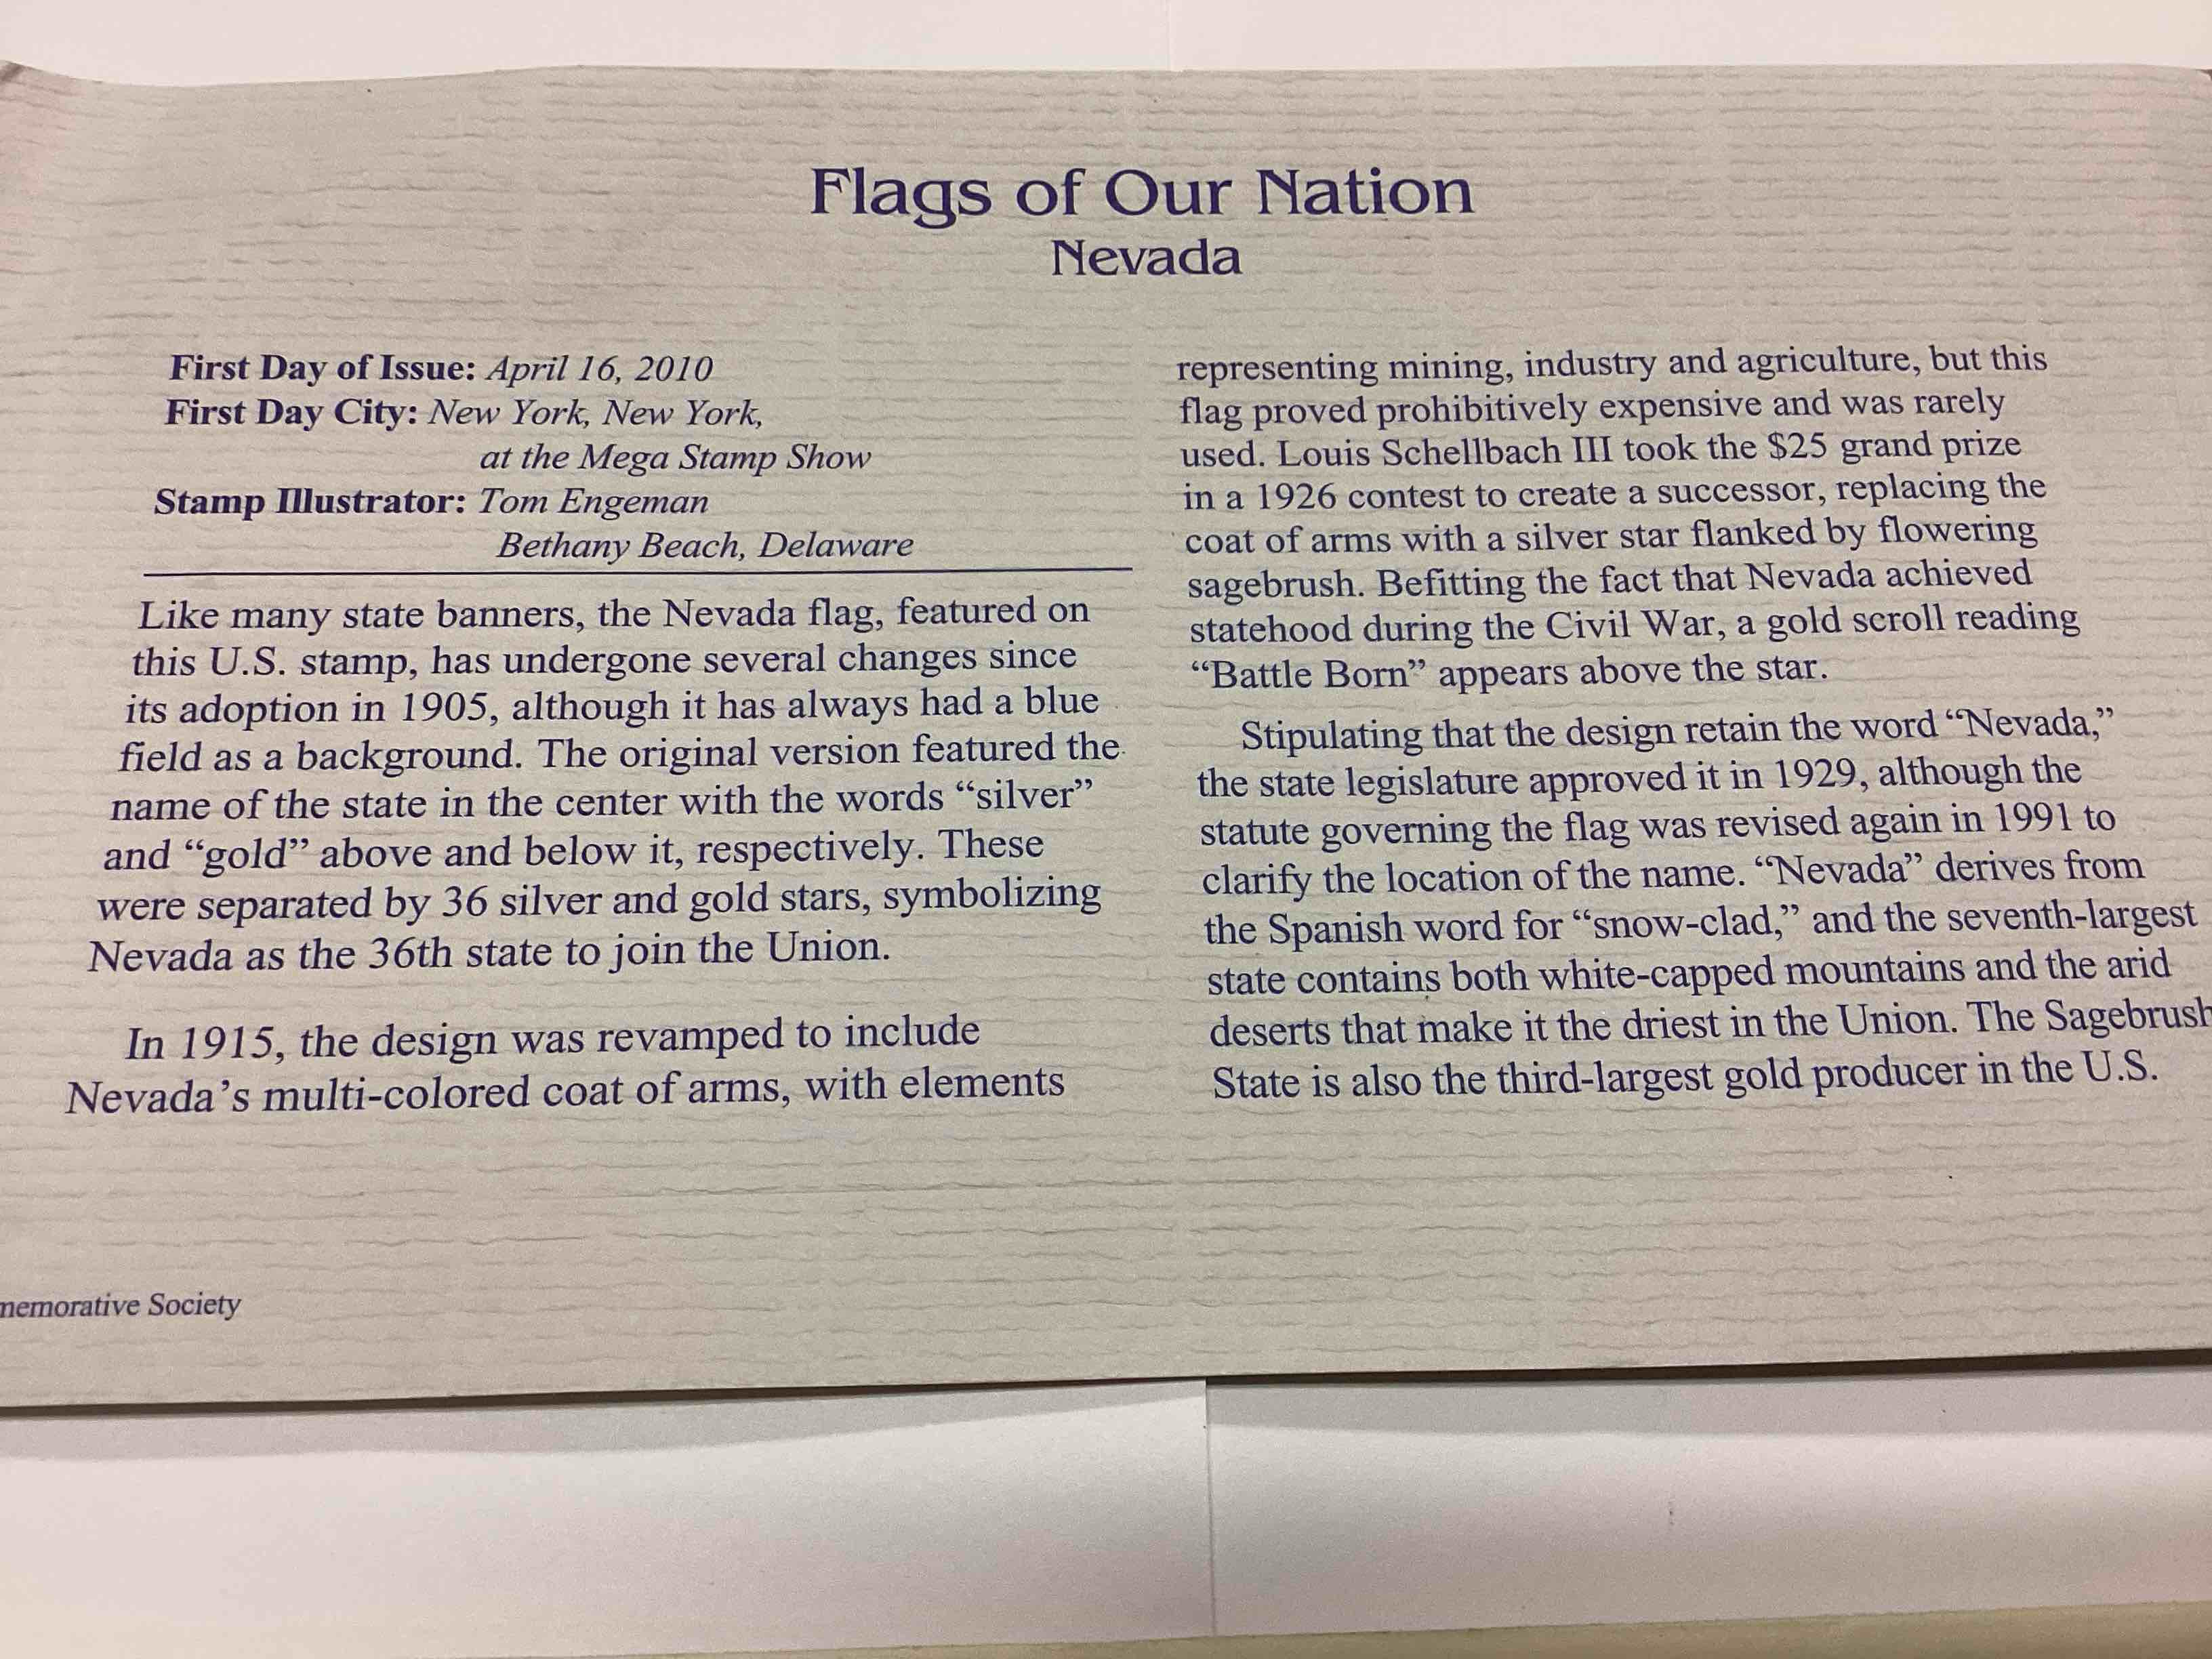 Flags of Our Nation
Nevada
First Day of Issue: April 16, 2010
First Day City: New York, New York,
at the Mega Stamp Show
Stamp Illustrator: Tom Engeman
Bethany Beach, Delaware
Like many state banners, the Nevada flag, featured on
this U.S. stamp, has undergone several changes since
its adoption in 1905, although it has always had a blue
field as a background. The original version featured the
name of the state in the center with the words “silver”
and “gold” above and below it, respectively. These
were separated by 36 silver and gold stars, symbolizing
Nevada as the 36th state to join the Union.
In 1915, the design was revamped to include
Nevada’s multi-colored coat of arms, with elements
representing mining, industry and agriculture, but this
flag proved prohibitively expensive and was rarely
used. Louis Schellbach III took the $25 grand prize
in a 1926 contest to create a successor, replacing the
coat of arms with a silver star flanked by flowering
sagebrush. Befitting the fact that Nevada achieved
statehood during the Civil War, a gold scroll reading
“Battle Born” appears above the star.
Stipulating that the design retain the word “Nevada,”
the state legislature approved it in 1929, although the
statute governing the flag was revised again in 1991 to
clarify the location of the name. “Nevada” derives from
the Spanish word for “snow-clad,” and the seventh-largest
state contains both white-capped mountains and the arid
deserts that make it the driest in the Union. The Sagebrush
State is also the third-largest gold producer in the U.S.
memorative Society